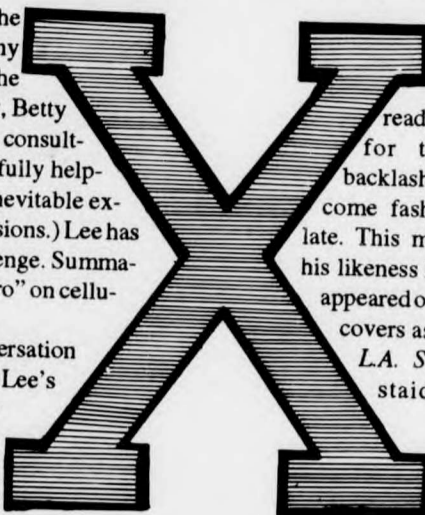 he
ny
he
, Betty
consult-
fully help-
nevitable ex-
sions.) Lee has
enge. Summa-
ro” on cellu-
ersation
Lee's
X
read
for t
backlash
come fash
late. This m
his likeness
appeared o
covers as
L.A. S
staid